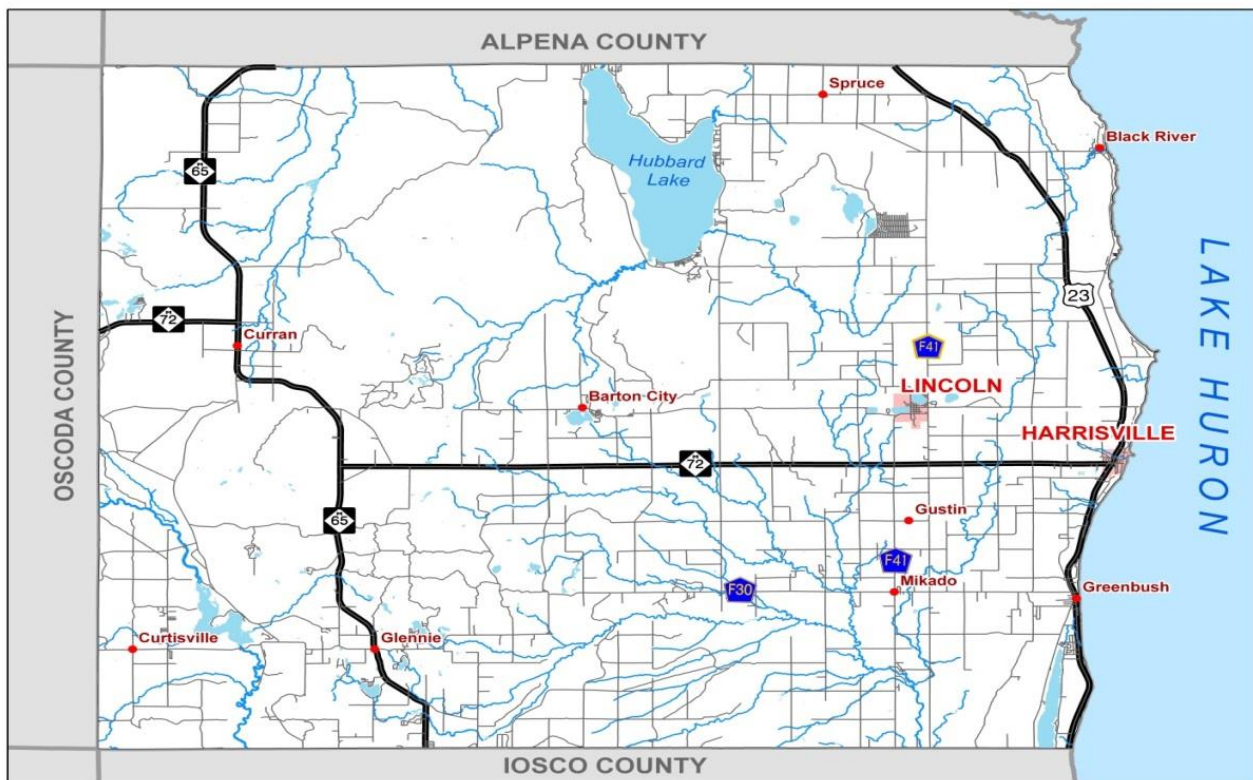 ALPENA COUNTY
Spruce
Black River
M
65
Hubbard
Lake
LAKE HURON
OSCODA COUNTY
23
M
72
Curran
F41
LINCOLN
Barton City
HARRISVILLE
M
72
M
65
Gustin
F41
F30
Mikado
Greenbush
Curtisville
Glennie
IOSCO COUNTY